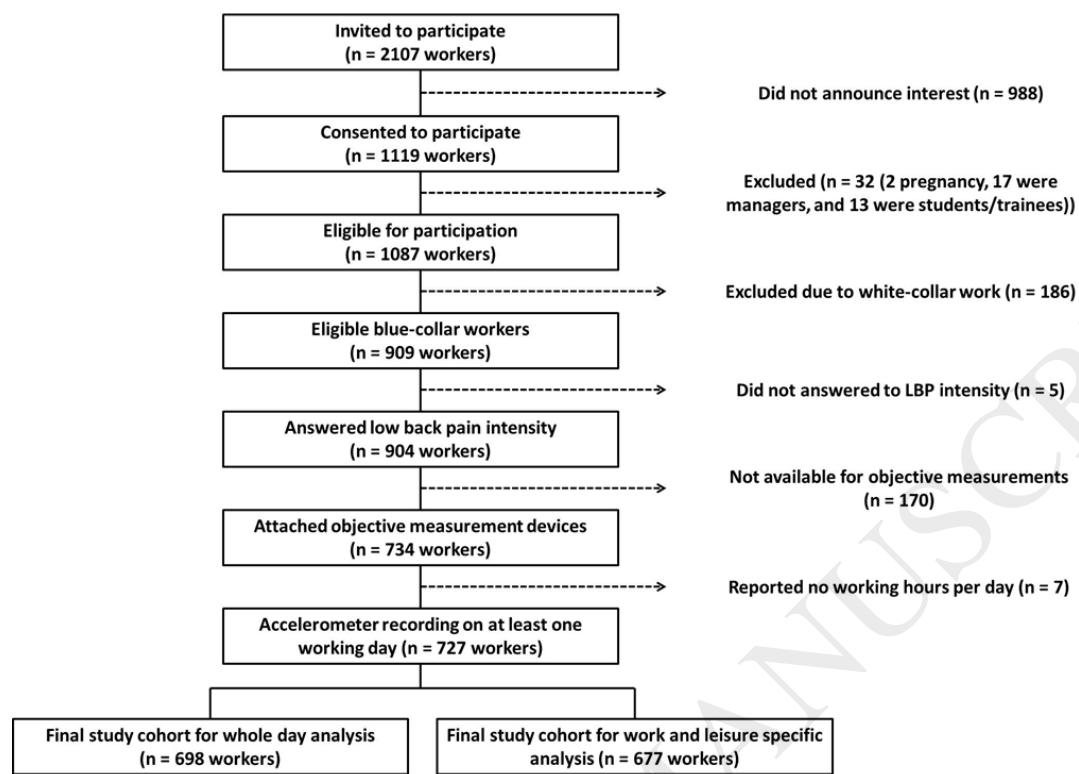 Invited to participate
(n = 2107 workers)
Did not announce interest (n = 988)
Consented to participate
(n = 1119 workers)
Excluded (n = 32 (2 pregnancy, 17 were
managers, and 13 were students/trainees))
Eligible for participation
(n = 1087 workers)
Excluded due to white-collar work (n = 186)
Eligible blue-collar workers
(n = 909 workers)
Did not answered to LBP intensity (n = 5)
Answered low back pain intensity
(n = 904 workers)
Not available for objective measurements
(n = 170)
Attached objective measurement devices
(n = 734 workers)
Reported no working hours per day (n = 7)
Accelerometer recording on at least one
working day (n = 727 workers)
Final study cohort for whole day analysis
(n = 698 workers)
Final study cohort for work and leisure specific
analysis (n = 677 workers)